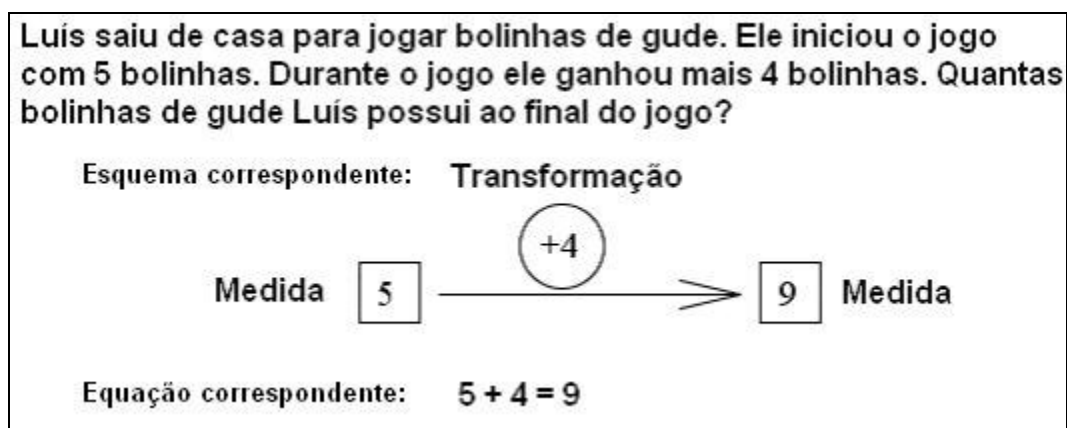 Luís saiu de casa para jogar bolinhas de gude. Ele iniciou o jogo
com 5 bolinhas. Durante o jogo ele ganhou mais 4 bolinhas. Quantas
bolinhas de gude Luís possui ao final do jogo?
Esquema correspondente: Transformação
+4
Medida 5 9 Medida
Equação correspondente: 5 + 4 = 9